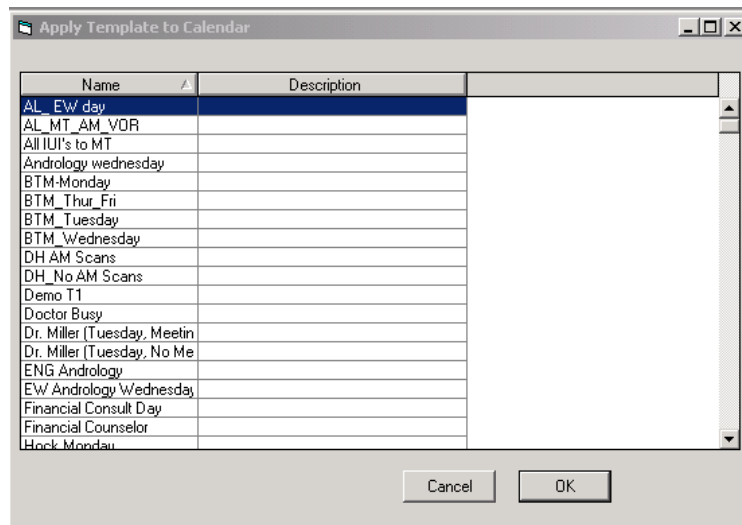 Apply Template to Calendar
Name Description
AL_ EW day
AL_MT_AM_VOR
All IUI's to MT
Andrology wednesday
BTM-Monday
BTM_Thur_Fri
BTM_Tuesday
BTM_Wednesday
DH AM Scans
DH_No AM Scans
Demo T1
Doctor Busy
Dr. Miller (Tuesday, Meetin
Dr. Miller (Tuesday, No Me
ENG Andrology
EW Andrology Wednesday
Financial Consult Day
Financial Counselor
Hock Monday
Cancel OK